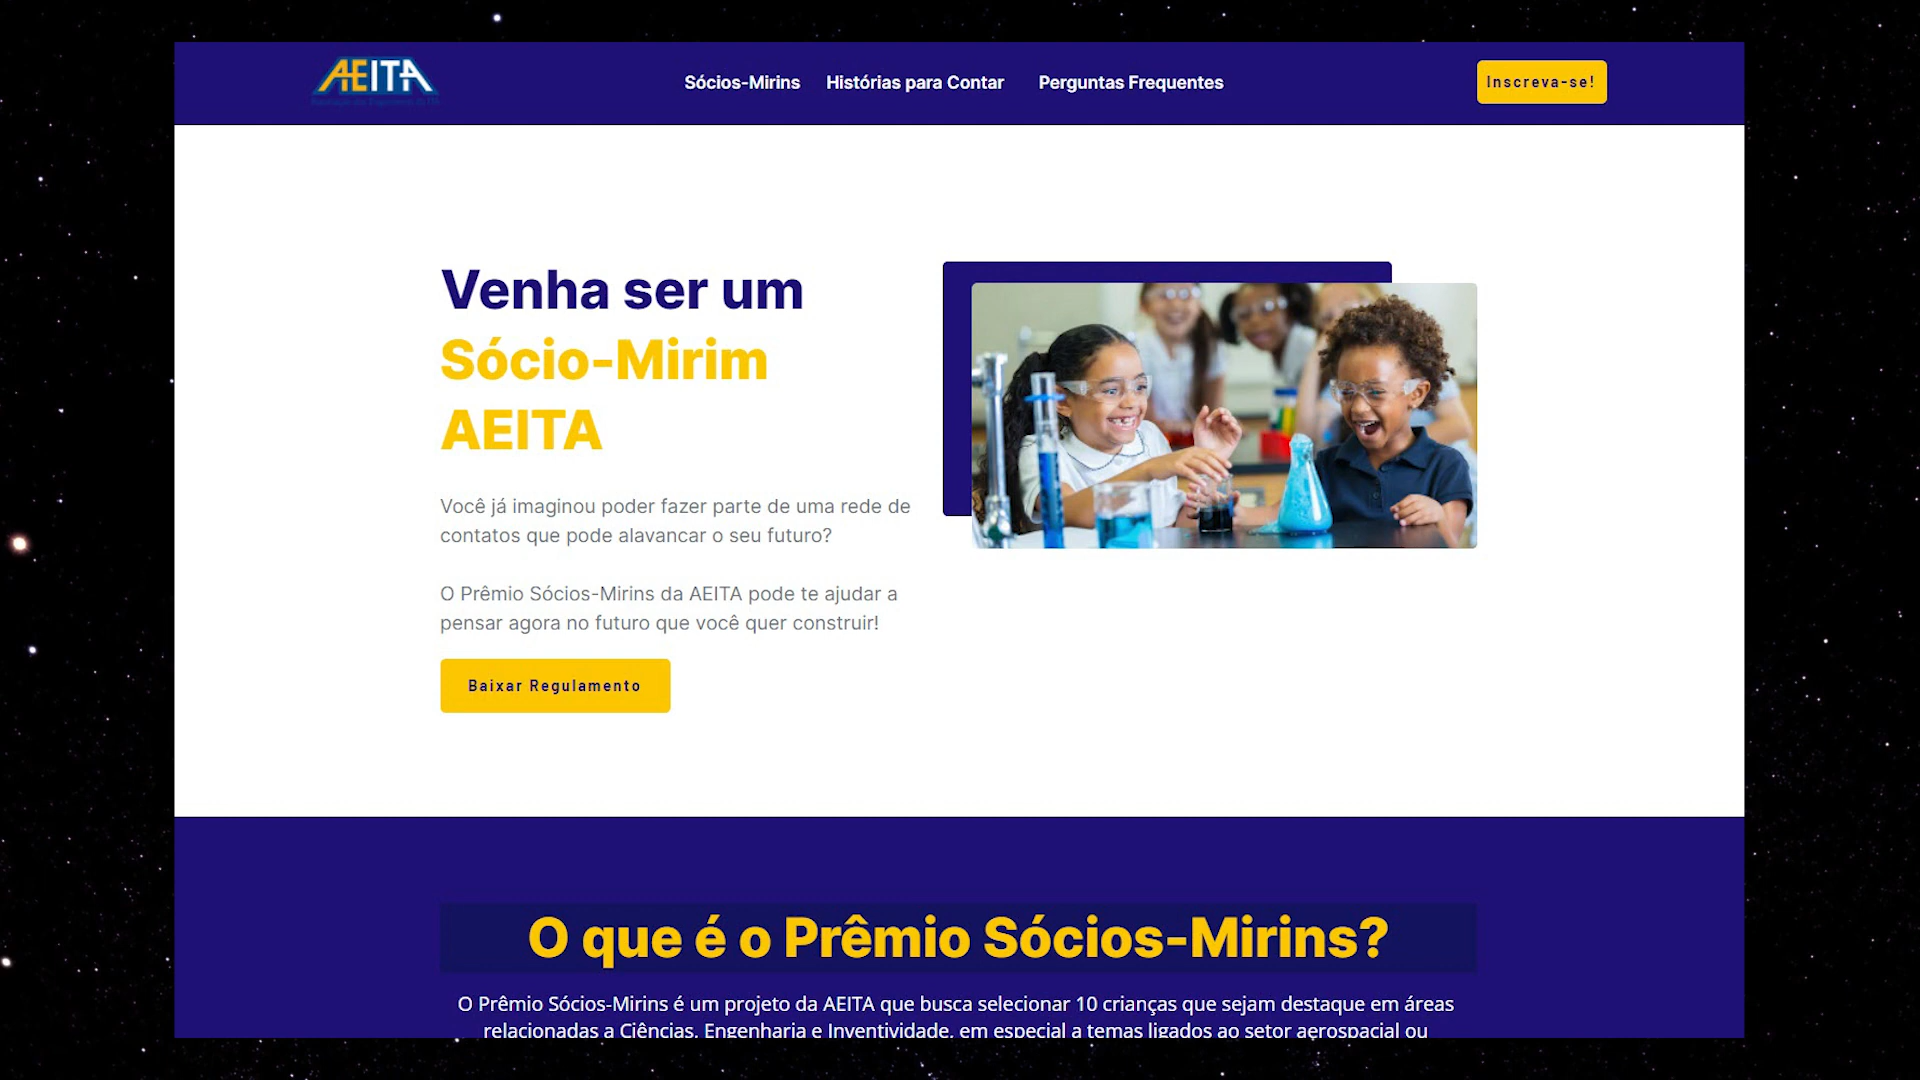 AEITA
Sócios-Mirins
Histórias para Contar
Perguntas Frequentes
Inscreva-se!
Venha ser um
Sócio-Mirim
AEITA
Você já imaginou poder fazer parte de uma rede de
contatos que pode alavancar o seu futuro?
O Prêmio Sócios-Mirins da AEITA pode te ajudar a
pensar agora no futuro que você quer construir!
Baixar Regulamento
O que é o Prêmio Sócios-Mirins?
O Prêmio Sócios-Mirins é um projeto da AEITA que busca selecionar 10 crianças que sejam destaque em áreas
relacionadas a Ciências, Engenharia e Inventividade, em especial a temas ligados ao setor aerospacial ou